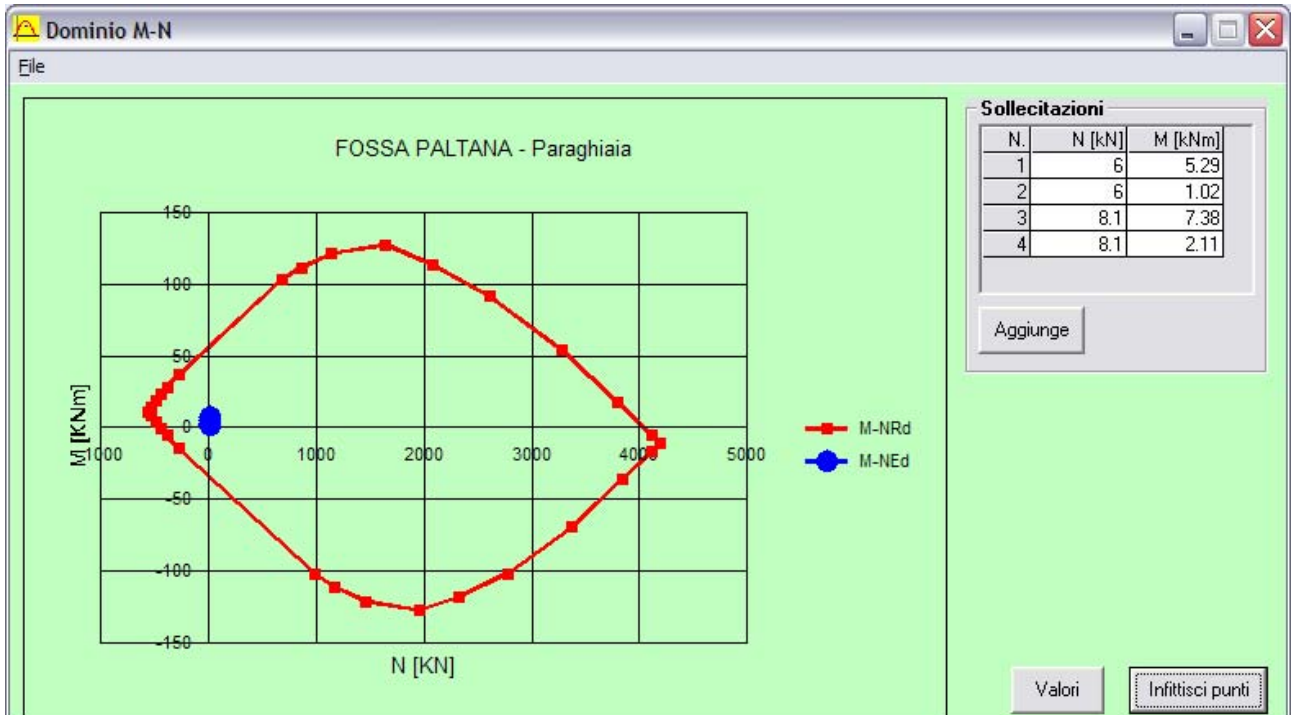 Dominio M-N
File
FOSSA PALTANA - Paraghiaia
150
100
50
0
-50
-100
-150
M [KNm]
1000
0
1000
2000
3000
4000
5000
N [KN]
M-NRd
M-NEd
Sollecitazioni
N. N [kN] M [kNm]
1 6 5.29
2 6 1.02
3 8.1 7.38
4 8.1 2.11
Aggiunge
Valori
Infittisci punti